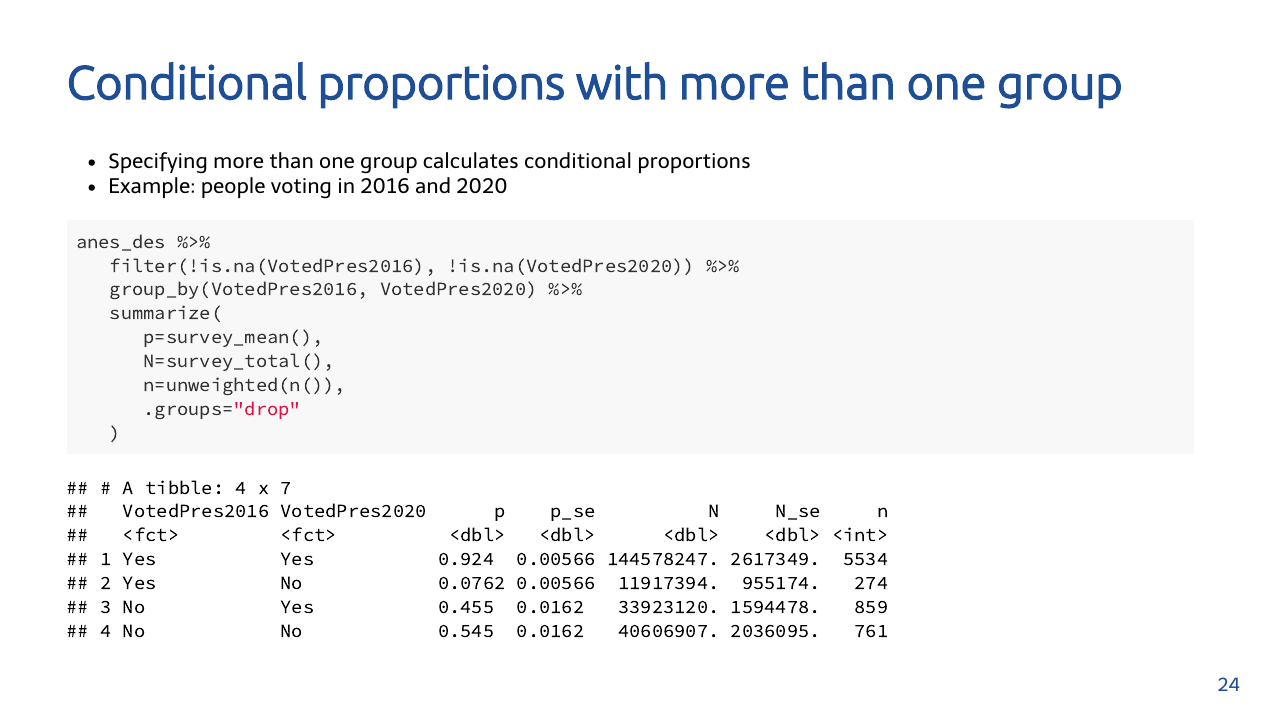 Conditional proportions with more than one group
• Specifying more than one group calculates conditional proportions
• Example: people voting in 2016 and 2020
anes_des %>%
   filter(!is.na(VotedPres2016), !is.na(VotedPres2020)) %>%
   group_by(VotedPres2016, VotedPres2020) %>%
   summarize(
      p=survey_mean(),
      N=survey_total(),
      n=unweighted(n()),
      .groups="drop"
   )
## # A tibble: 4 x 7
##   VotedPres2016 VotedPres2020      p    p_se          N     N_se     n
##   <fct>         <fct>          <dbl>   <dbl>      <dbl>    <dbl> <int>
## 1 Yes           Yes           0.924  0.00566 144578247. 2617349.  5534
## 2 Yes           No            0.0762 0.00566  11917394.  955174.   274
## 3 No            Yes           0.455  0.0162   33923120. 1594478.   859
## 4 No            No            0.545  0.0162   40606907. 2036095.   761
24